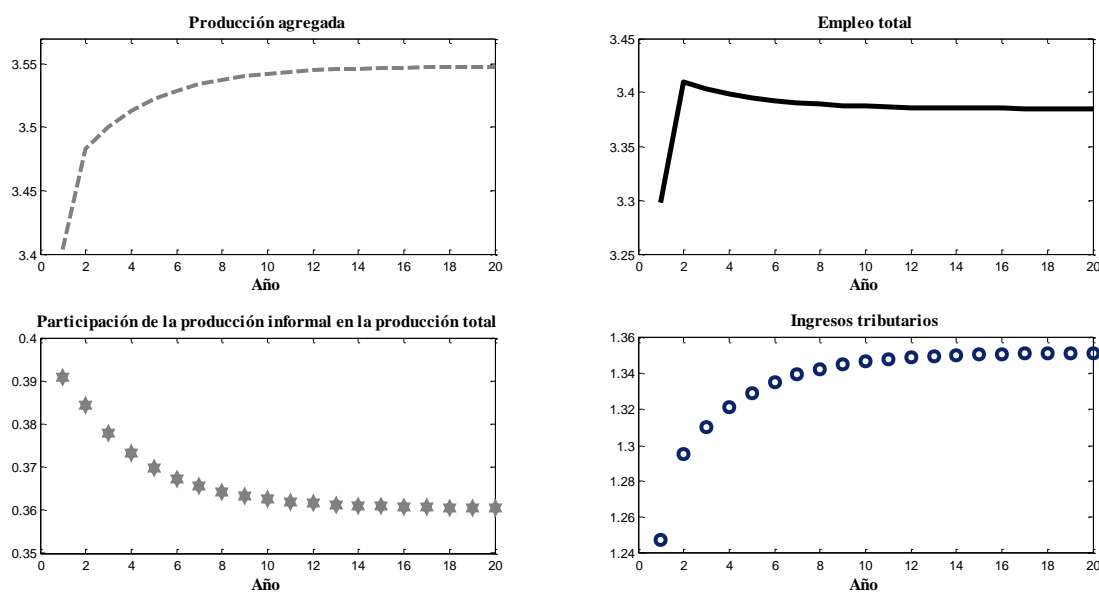 Producción agregada
3.55
3.5
3.45
3.4
0 2 4 6 8 10 12 14 16 18 20
Año
Empleo total
3.45
3.4
3.35
3.3
3.25
0 2 4 6 8 10 12 14 16 18 20
Año
Participación de la producción informal en la producción total
0.4
0.39
0.38
0.37
0.36
0.35
0 2 4 6 8 10 12 14 16 18 20
Año
Ingresos tributarios
1.36
1.34
1.32
1.3
1.28
1.26
1.24
0 2 4 6 8 10 12 14 16 18 20
Año